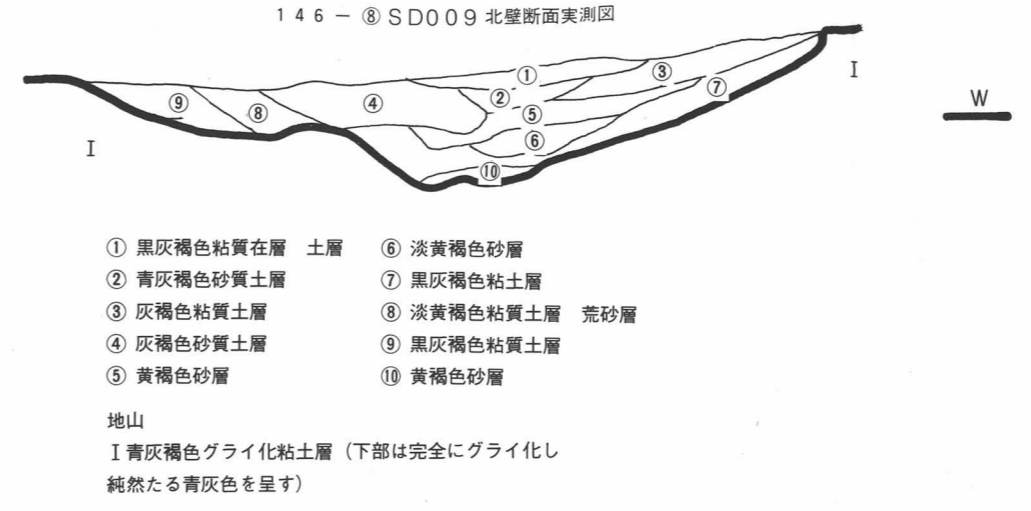 146－⑧SD009北壁断面実測図
① ③ ⑦ I
W
② ⑨ ⑧ ④ ⑤
I ⑥
⑩
① 黒灰褐色粘質在層　土層　⑥ 淡黄褐色砂層
② 青灰褐色砂質土層　⑦ 黒灰褐色粘土層
③ 灰褐色粘質土層　⑧ 淡黄褐色粘質土層　荒砂層
④ 灰褐色砂質土層　⑨ 黒灰褐色粘質土層
⑤ 黄褐色砂層　⑩ 黄褐色砂層
地山
I 青灰褐色グライ化粘土層（下部は完全にグライ化し
純然たる青灰色を呈す）